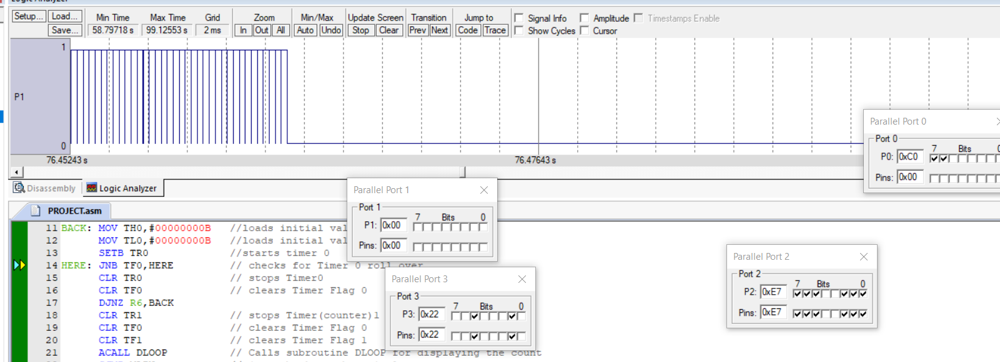 Setup... Load... Min Time Max Time Grid Zoom Min/Max Update Screen Transition Jump to Signal Info Amplitude Timestamps Enable
Save... 58.79718 s 99.12553 s 2 ms In Out All Auto Undo Stop Clear Prev Next Code Trace Show Cycles Cursor
1
P1
0
76.45243 s 76.47643 s
Disassembly Logic Analyzer
Parallel Port 0
Port 0
7 Bits
P0: 0xC0
Pins: 0x00
Parallel Port 1
Port 1
7 Bits 0
P1: 0x00
Pins: 0x00
PROJECT.asm
11 BACK: MOV TH0,#00000000B //loads initial val
12 MOV TL0,#00000000B //loads initial val
13 SETB TR0 //starts timer 0
14 HERE: JNB TF0,HERE // checks for Timer 0 roll over
15 CLR TR0 // stops Timer0
16 CLR TF0 // clears Timer Flag 0
17 DJNZ R6,BACK
18 CLR TR1 // stops Timer(counter)1
19 CLR TF0 // clears Timer Flag 0
20 CLR TF1 // clears Timer Flag 1
21 ACALL DLOOP // Calls subroutine DLOOP for displaying the count
Parallel Port 3
Port 3
7 Bits 0
P3: 0x22
Pins: 0x22
Parallel Port 2
Port 2
7 Bits 0
P2: 0xE7
Pins: 0xE7